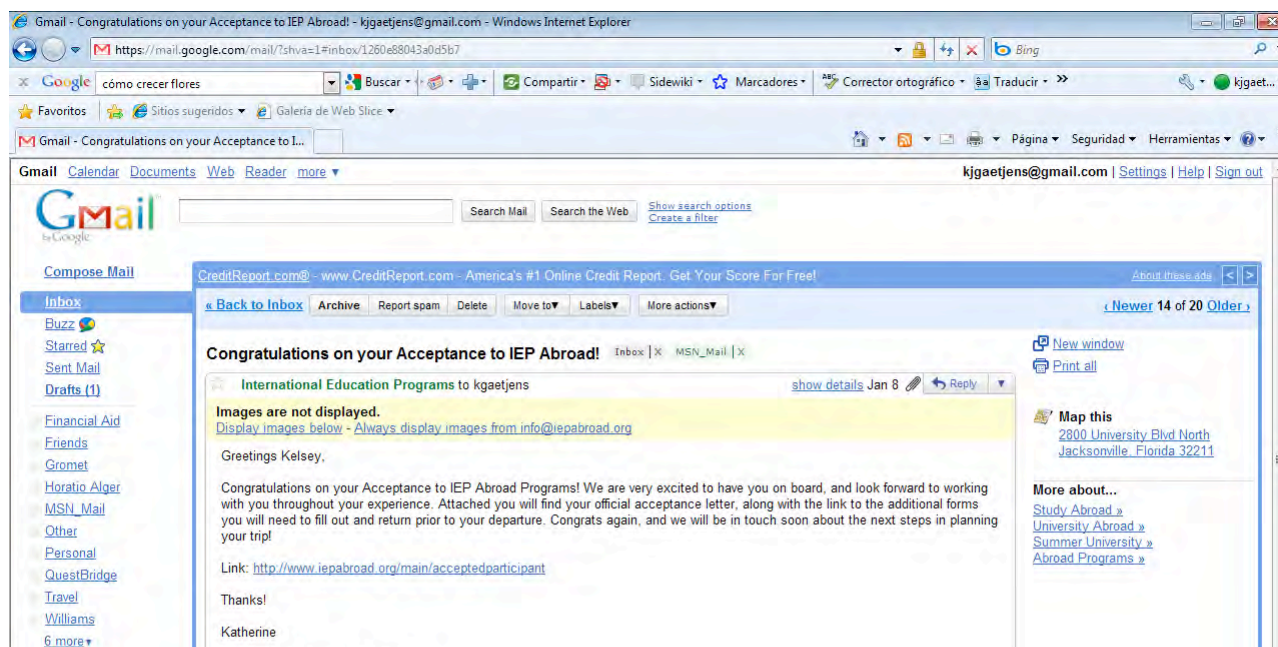 Gmail - Congratulations on your Acceptance to IEP Abroad! - kjgaetjens@gmail.com - Windows Internet Explorer
https://mail.google.com/mail/?shva=1#inbox/1260e88043a0d5b7 Bing
x Google cómo crecer flores Buscar Compartir Sidewiki Marcadores Corrector ortográfico Traducir kjgaet...
Favoritos Sitios sugeridos Galería de Web Slice
Gmail - Congratulations on your Acceptance to I... Página Seguridad Herramientas
Gmail Calendar Documents Web Reader more kjgaetjens@gmail.com | Settings | Help | Sign out
Gmail by Google Search Mail Search the Web Show search options
Create a filter
Compose Mail
Inbox
Buzz
Starred
Sent Mail
Drafts (1)
Financial Aid
Friends
Gromet
Horatio Alger
MSN_Mail
Other
Personal
QuestBridge
Travel
Williams
6 more
CreditReport.com® - www.CreditReport.com - America's #1 Online Credit Report. Get Your Score For Free! About these ads < >
« Back to Inbox Archive Report spam Delete Move to Labels More actions ‹ Newer 14 of 20 Older ›
Congratulations on your Acceptance to IEP Abroad! Inbox | X MSN_Mail | X
International Education Programs to kgaetjens show details Jan 8 Reply
Images are not displayed.
Display images below - Always display images from info@iepabroad.org
Greetings Kelsey,
Congratulations on your Acceptance to IEP Abroad Programs! We are very excited to have you on board, and look forward to working
with you throughout your experience. Attached you will find your official acceptance letter, along with the link to the additional forms
you will need to fill out and return prior to your departure. Congrats again, and we will be in touch soon about the next steps in planning
your trip!
Link: http://www.iepabroad.org/main/acceptedparticipant
Thanks!
Katherine
New window
Print all
Map this
2800 University Blvd North
Jacksonville, Florida 32211
More about...
Study Abroad »
University Abroad »
Summer University »
Abroad Programs »